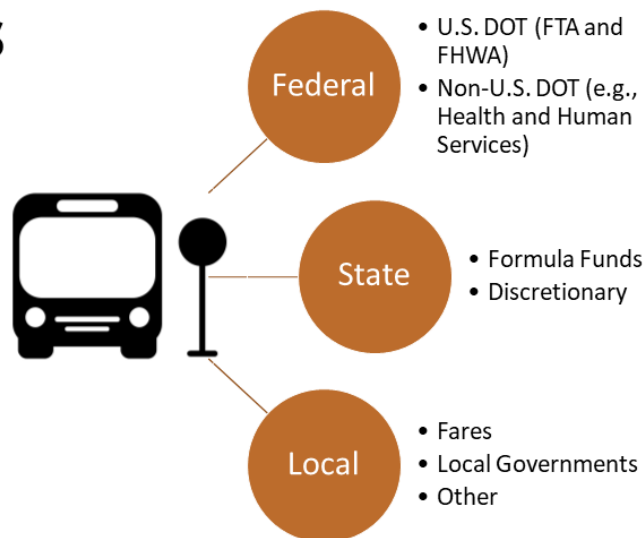 Federal
• U.S. DOT (FTA and
FHWA)
• Non-U.S. DOT (e.g.,
Health and Human
Services)
State
• Formula Funds
• Discretionary
Local
• Fares
• Local Governments
• Other